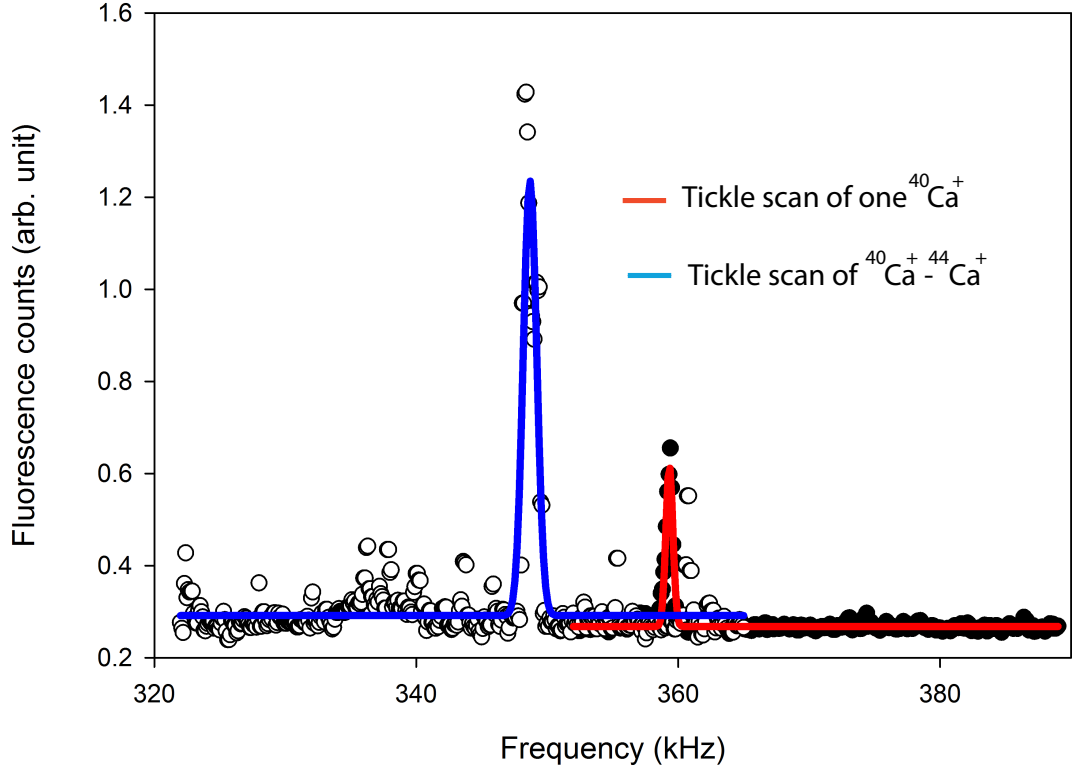 1.6
1.4
1.2
1.0
0.8
0.6
0.4
0.2
Fluorescence counts (arb. unit)
Tickle scan of one ⁴⁰Ca⁺
Tickle scan of ⁴⁰Ca⁺-⁴⁴Ca⁺
320 340 360 380
Frequency (kHz)